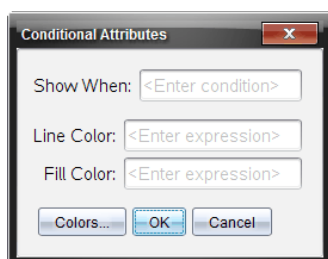 Conditional Attributes
Show When: <Enter condition>
Line Color: <Enter expression>
Fill Color: <Enter expression>
Colors... OK Cancel